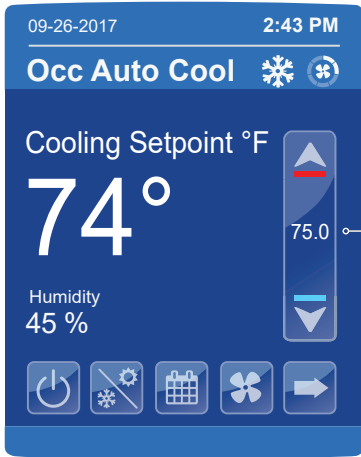 09-26-2017 2:43 PM
Occ Auto Cool
Cooling Setpoint °F
74°
75.0
Humidity
45 %